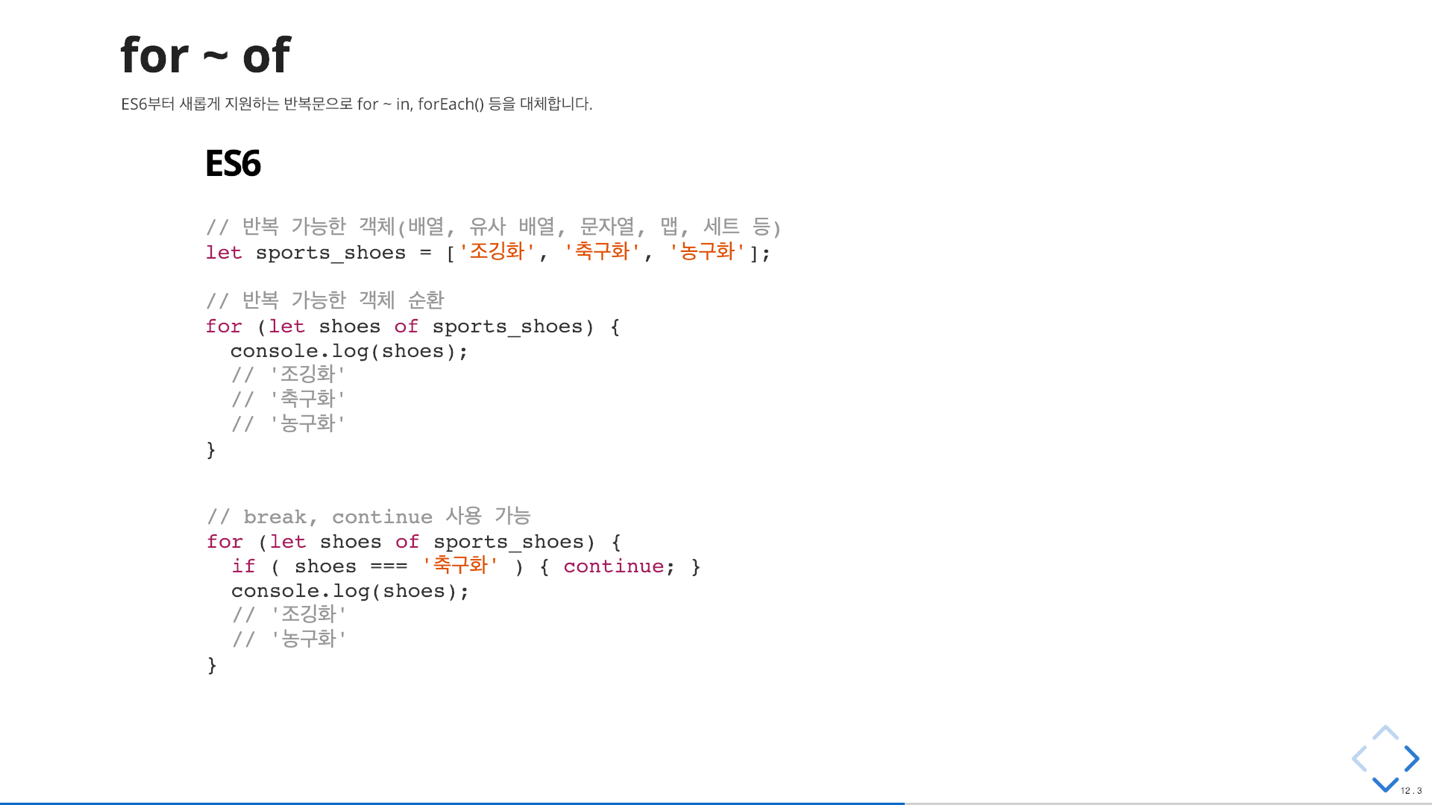 for ~ of
ES6부터 새롭게 지원하는 반복문으로 for ~ in, forEach() 등을 대체합니다.
ES6
// 반복 가능한 객체(배열, 유사 배열, 문자열, 맵, 세트 등)
let sports_shoes = ['조깅화', '축구화', '농구화'];
// 반복 가능한 객체 순환
for (let shoes of sports_shoes) {
  console.log(shoes);
  // '조깅화'
  // '축구화'
  // '농구화'
}
// break, continue 사용 가능
for (let shoes of sports_shoes) {
  if ( shoes === '축구화' ) { continue; }
  console.log(shoes);
  // '조깅화'
  // '농구화'
}
12.3